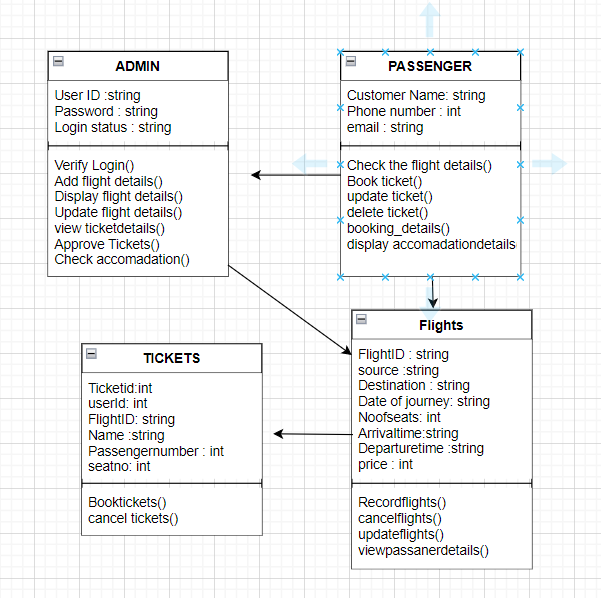 ADMIN
User ID :string
Password : string
Login status : string
Verify Login()
Add flight details()
Display flight details()
Update flight details()
view ticketdetails()
Approve Tickets()
Check accomadation()
PASSENGER
Customer Name: string
Phone number : int
email : string
Check the flight details()
Book ticket()
update ticket()
delete ticket()
booking_details()
display accomadationdetails
TICKETS
Ticketid:int
userId: int
FlightID: string
Name :string
Passengernumber : int
seatno: int
Booktickets()
cancel tickets()
Flights
FlightID : string
source :string
Destination : string
Date of journey: string
Noofseats: int
Arrivaltime:string
Departuretime :string
price : int
Recordflights()
cancelflights()
updateflights()
viewpassanerdetails()